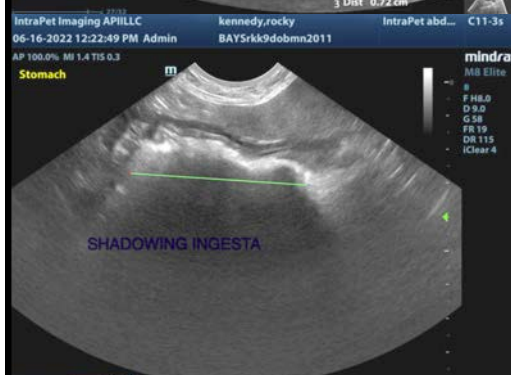 3 Dist 0.72 cm
IntraPet Imaging APIILLC kennedy,rocky IntraPet abd... C11-3s
06-16-2022 12:22:49 PM Admin BAYSrkk9dobmn2011
AP 100.0% MI 1.4 TIS 0.3
mindra
M8 Elite
Stomach
m
B
F H8.0
D 9.0
G 58
FR 19
DR 115
iClear 4
SHADOWING INGESTA